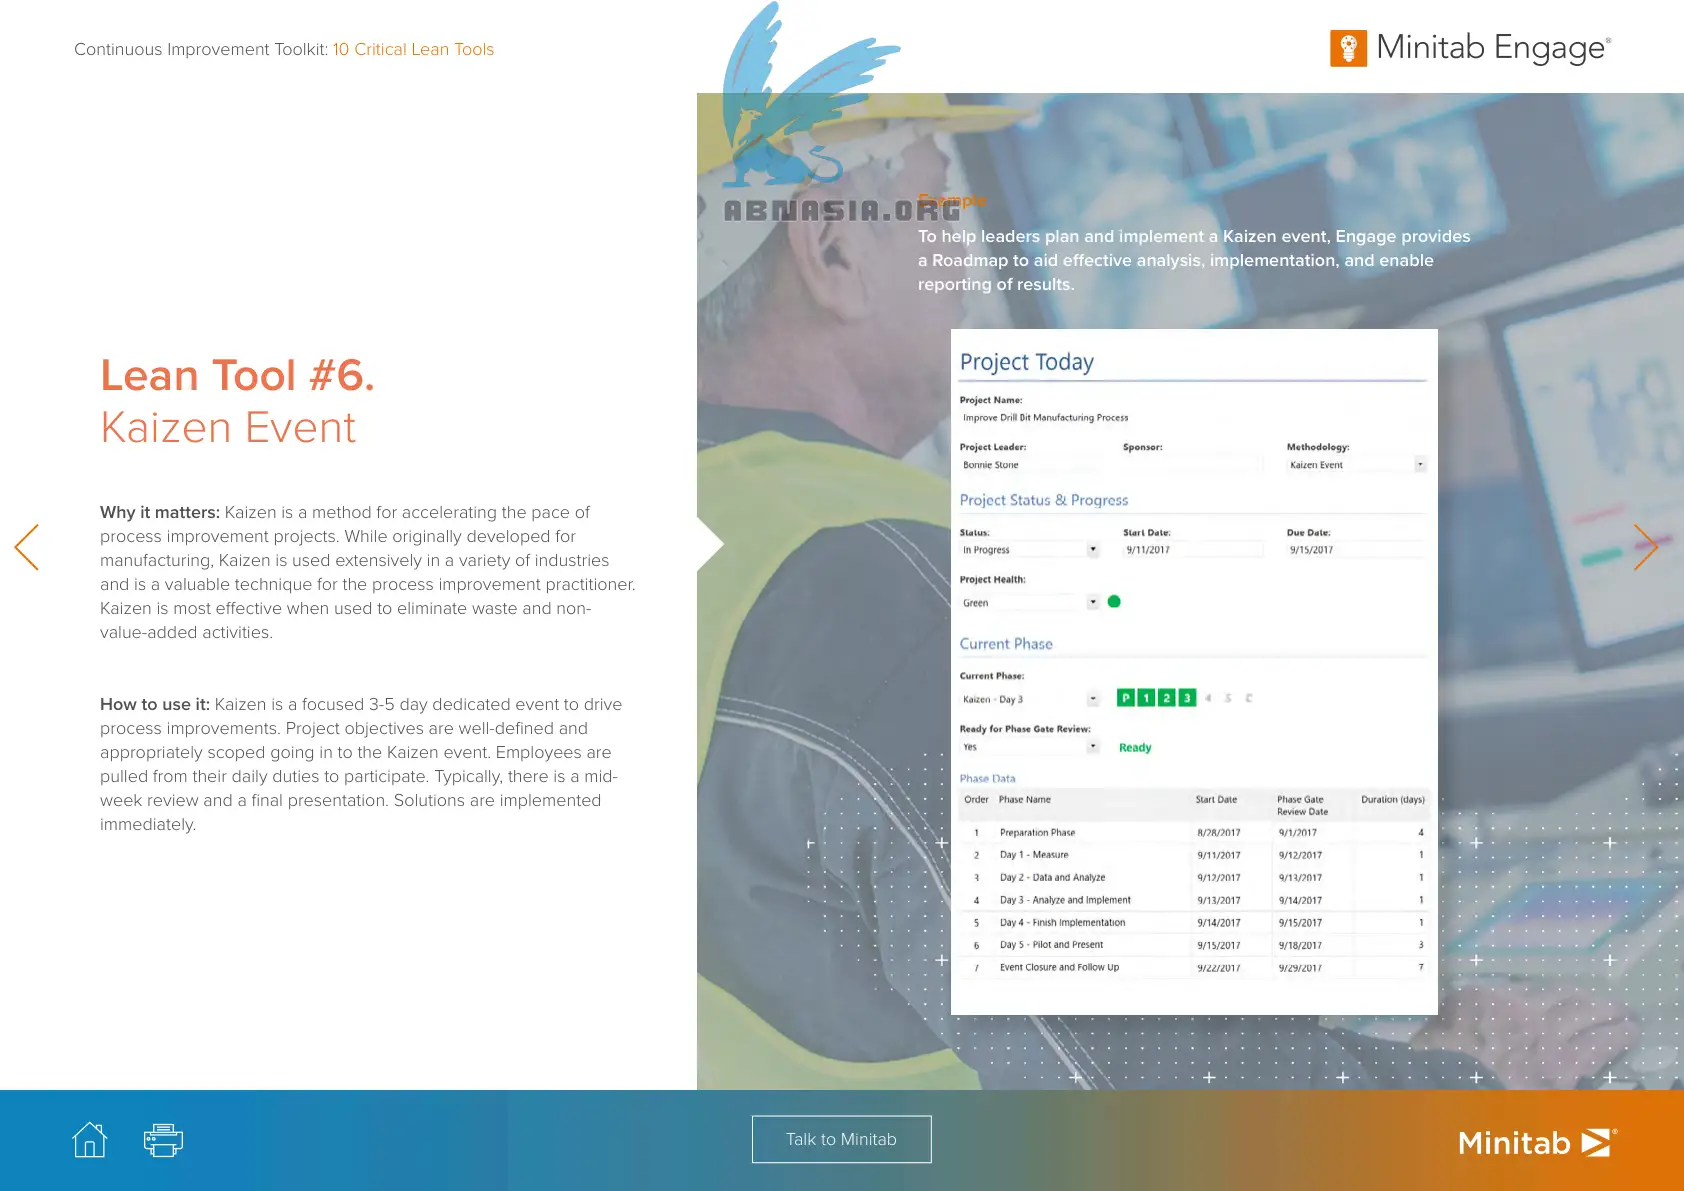 Continuous Improvement Toolkit: 10 Critical Lean Tools
Minitab Engage®
ABNASIA.ORG
Example
To help leaders plan and implement a Kaizen event, Engage provides
a Roadmap to aid effective analysis, implementation, and enable
reporting of results.
Lean Tool #6.
Kaizen Event
Why it matters: Kaizen is a method for accelerating the pace of
process improvement projects. While originally developed for
manufacturing, Kaizen is used extensively in a variety of industries
and is a valuable technique for the process improvement practitioner.
Kaizen is most effective when used to eliminate waste and non-
value-added activities.
How to use it: Kaizen is a focused 3-5 day dedicated event to drive
process improvements. Project objectives are well-defined and
appropriately scoped going in to the Kaizen event. Employees are
pulled from their daily duties to participate. Typically, there is a mid-
week review and a final presentation. Solutions are implemented
immediately.
Project Today
Project Name:
Improve Drill Bit Manufacturing Process
Project Leader: Sponsor: Methodology:
Bonnie Stone Kaizen Event
Project Status & Progress
Status: Start Date: Due Date:
In Progress 9/11/2017 9/15/2017
Project Health:
Green
Current Phase
Current Phase:
Kaizen - Day 3 P 1 2 3 4 5 C
Ready for Phase Gate Review:
Yes Ready
Phase Data
Order Phase Name Start Date Phase Gate Review Date Duration (days)
1 Preparation Phase 8/28/2017 9/1/2017 4
2 Day 1 - Measure 9/11/2017 9/12/2017 1
3 Day 2 - Data and Analyze 9/12/2017 9/13/2017 1
4 Day 3 - Analyze and Implement 9/13/2017 9/14/2017 1
5 Day 4 - Finish Implementation 9/14/2017 9/15/2017 1
6 Day 5 - Pilot and Present 9/15/2017 9/18/2017 3
7 Event Closure and Follow Up 9/22/2017 9/29/2017 7
Talk to Minitab
Minitab®